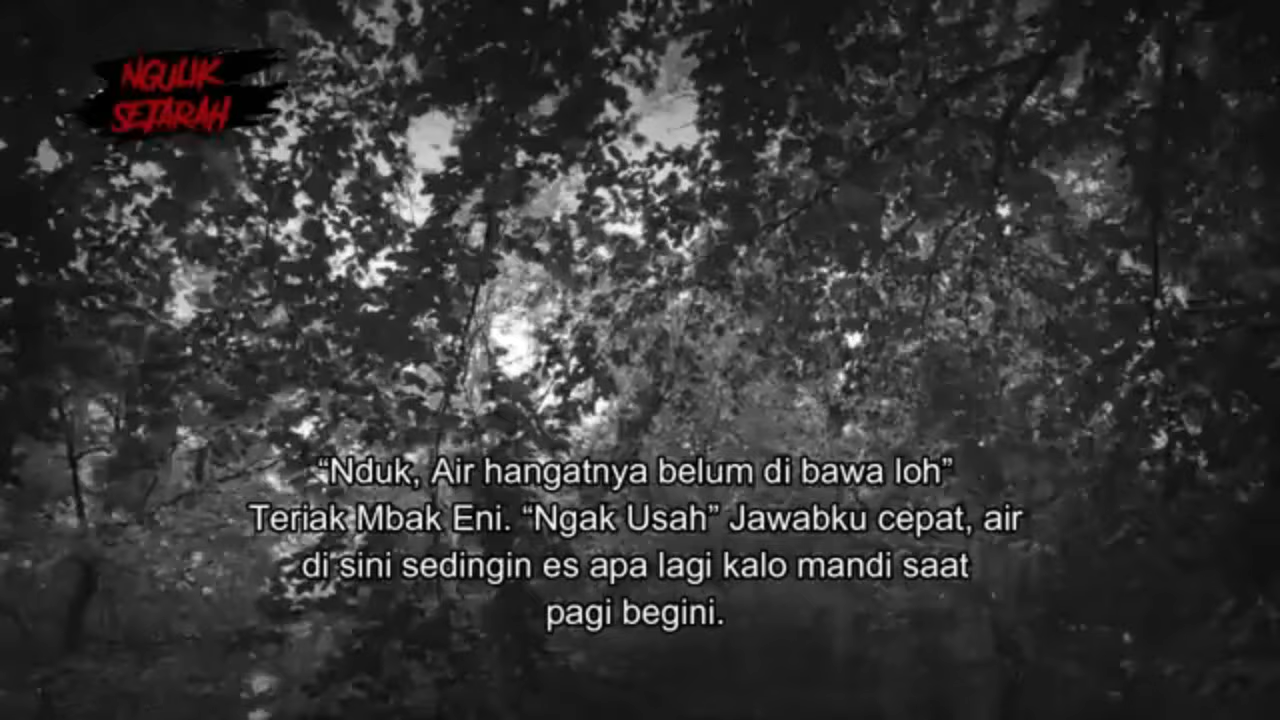 NGULIK
SEJARAH
“Nduk, Air hangatnya belum di bawa loh”
Teriak Mbak Eni. “Ngak Usah” Jawabku cepat, air
di sini sedingin es apa lagi kalo mandi saat
pagi begini.